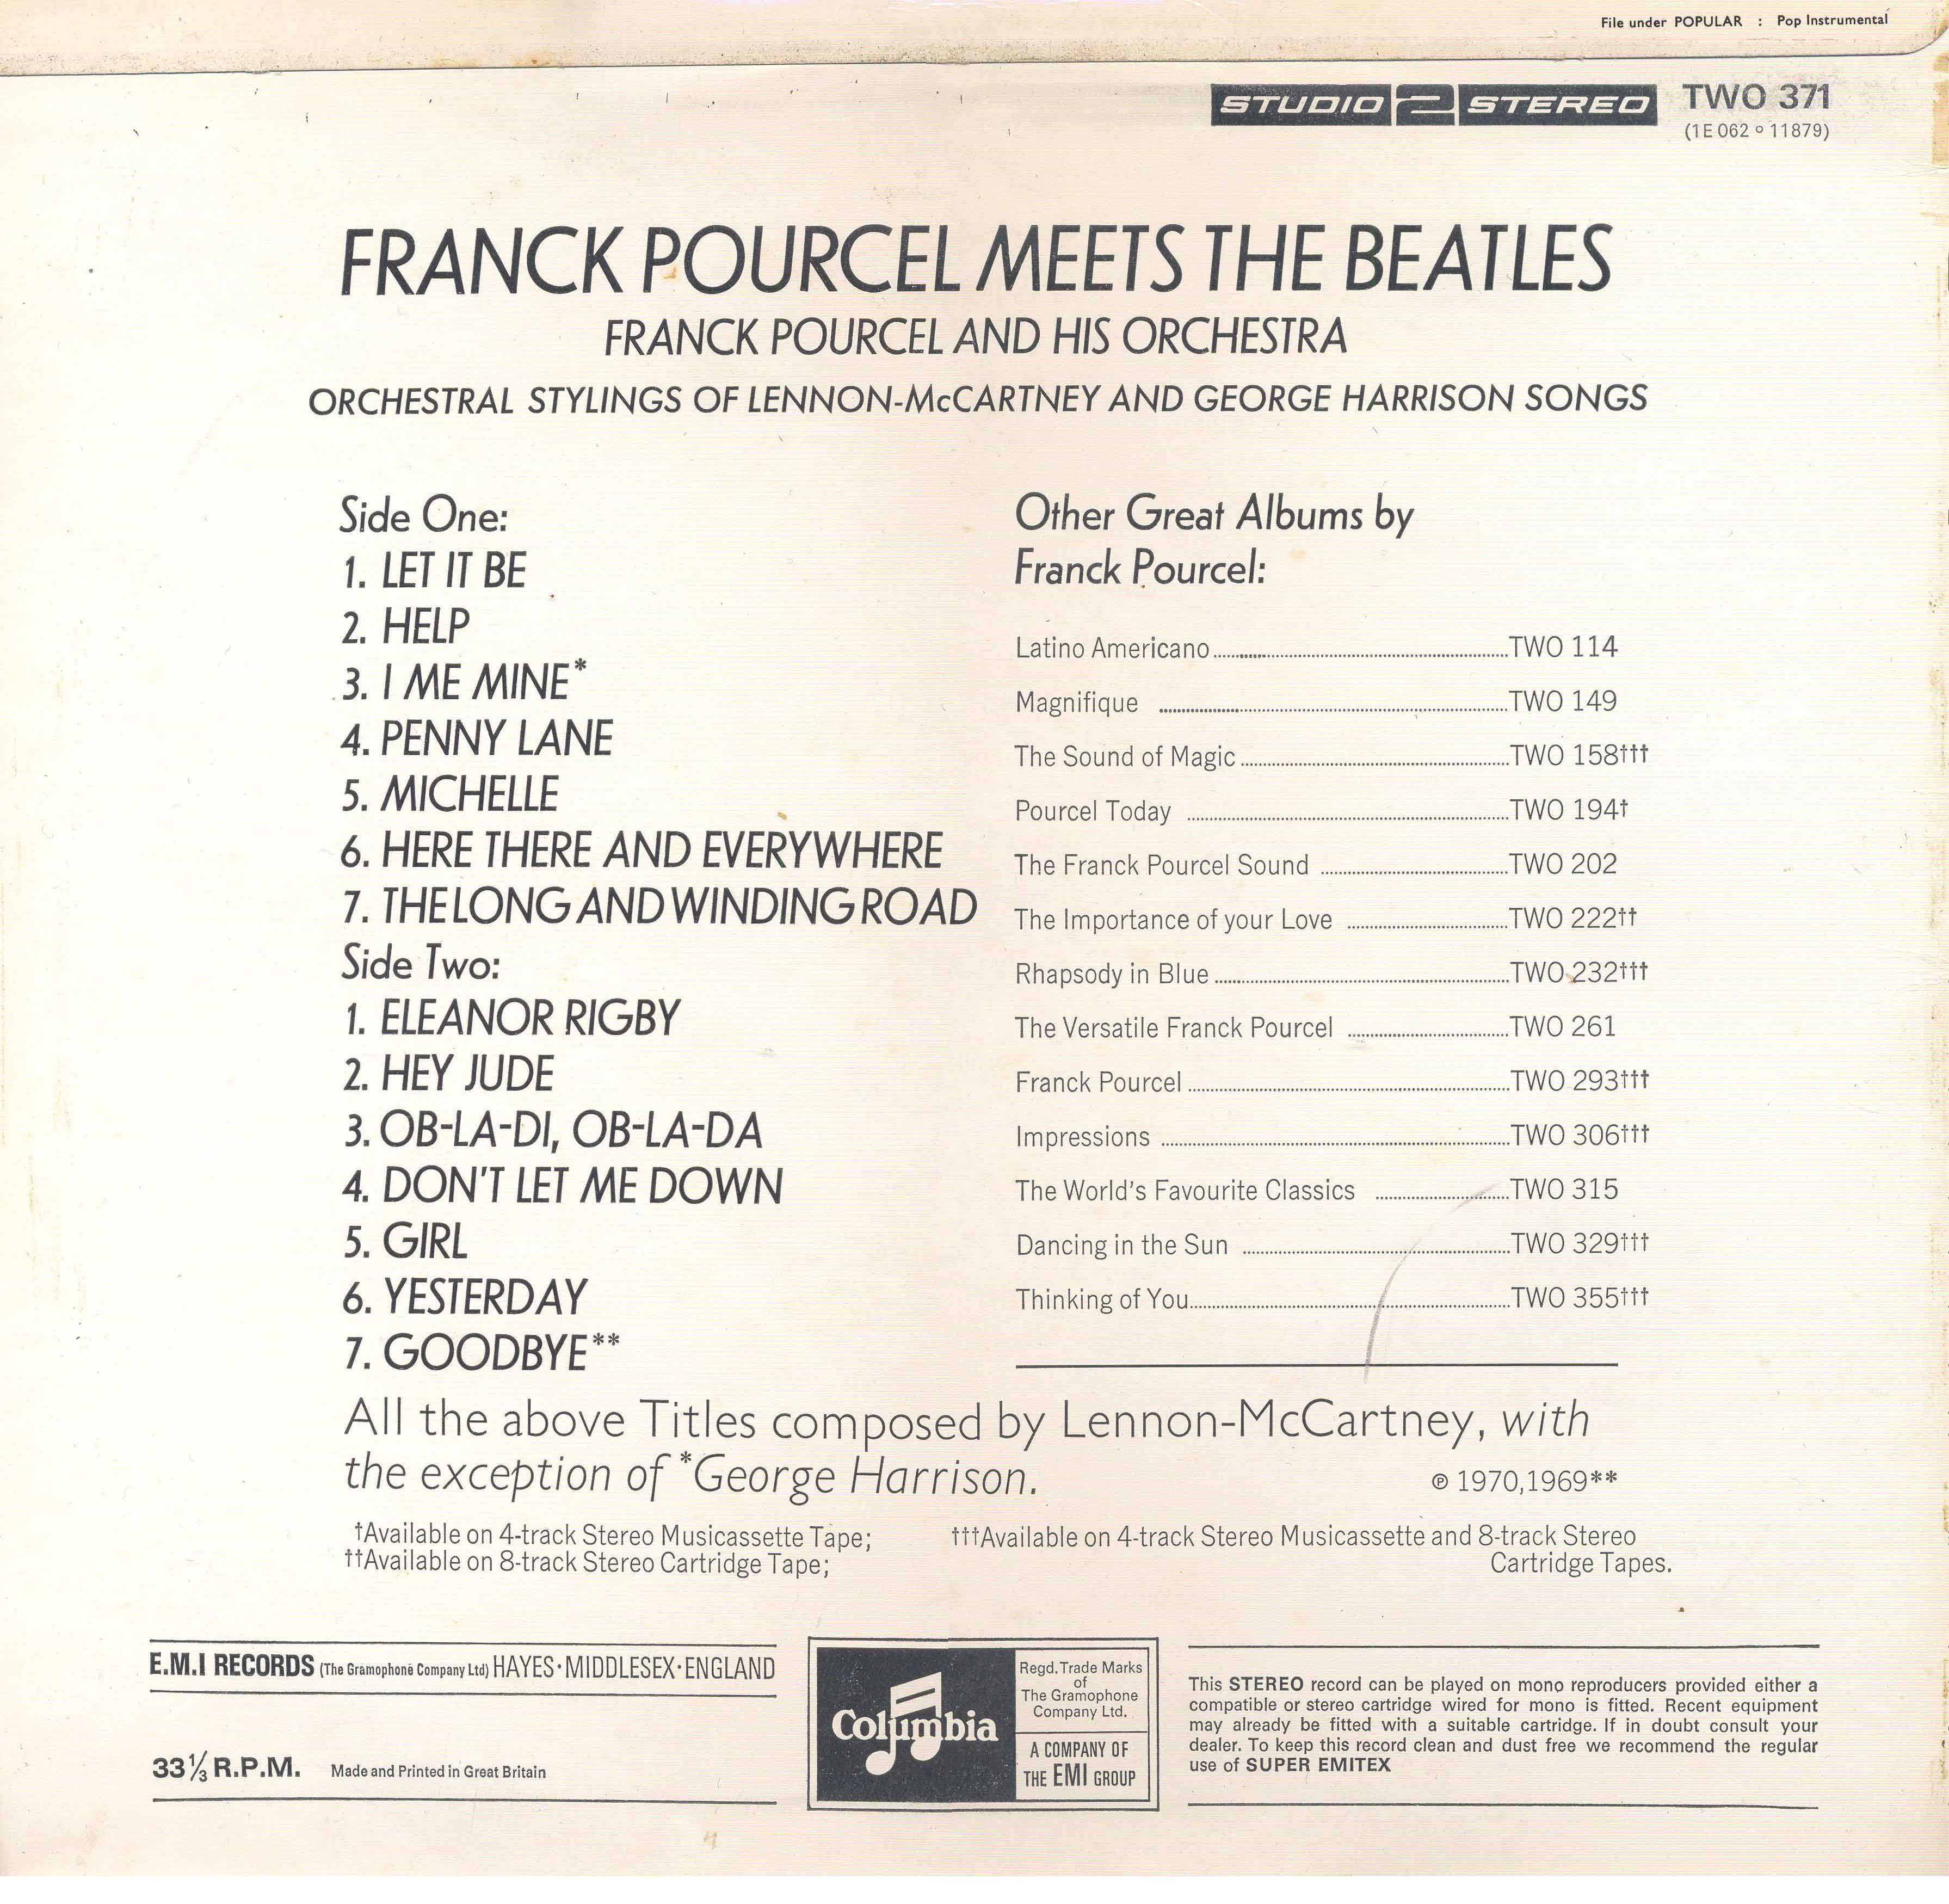 File under POPULAR : Pop Instrumental
STUDIO 2 STEREO TWO 371
(1E 062 o 11879)
FRANCK POURCEL MEETS THE BEATLES
FRANCK POURCEL AND HIS ORCHESTRA
ORCHESTRAL STYLINGS OF LENNON-McCARTNEY AND GEORGE HARRISON SONGS
Side One:
1. LET IT BE
2. HELP
3. I ME MINE*
4. PENNY LANE
5. MICHELLE
6. HERE THERE AND EVERYWHERE
7. THE LONG AND WINDING ROAD
Side Two:
1. ELEANOR RIGBY
2. HEY JUDE
3. OB-LA-DI, OB-LA-DA
4. DON'T LET ME DOWN
5. GIRL
6. YESTERDAY
7. GOODBYE**
Other Great Albums by
Franck Pourcel:
Latino Americano TWO 114
Magnifique TWO 149
The Sound of Magic TWO 158†††
Pourcel Today TWO 194†
The Franck Pourcel Sound TWO 202
The Importance of your Love TWO 222††
Rhapsody in Blue TWO 232†††
The Versatile Franck Pourcel TWO 261
Franck Pourcel TWO 293†††
Impressions TWO 306†††
The World's Favourite Classics TWO 315
Dancing in the Sun TWO 329†††
Thinking of You TWO 355†††
All the above Titles composed by Lennon-McCartney, with
the exception of *George Harrison.
℗ 1970,1969**
†Available on 4-track Stereo Musicassette Tape;
††Available on 8-track Stereo Cartridge Tape;
†††Available on 4-track Stereo Musicassette and 8-track Stereo
Cartridge Tapes.
E.M.I RECORDS (The Gramophone Company Ltd) HAYES·MIDDLESEX·ENGLAND
33⅓ R.P.M. Made and Printed in Great Britain
Columbia
Regd. Trade Marks
of
The Gramophone
Company Ltd.
A COMPANY OF
THE EMI GROUP
This STEREO record can be played on mono reproducers provided either a
compatible or stereo cartridge wired for mono is fitted. Recent equipment
may already be fitted with a suitable cartridge. If in doubt consult your
dealer. To keep this record clean and dust free we recommend the regular
use of SUPER EMITEX